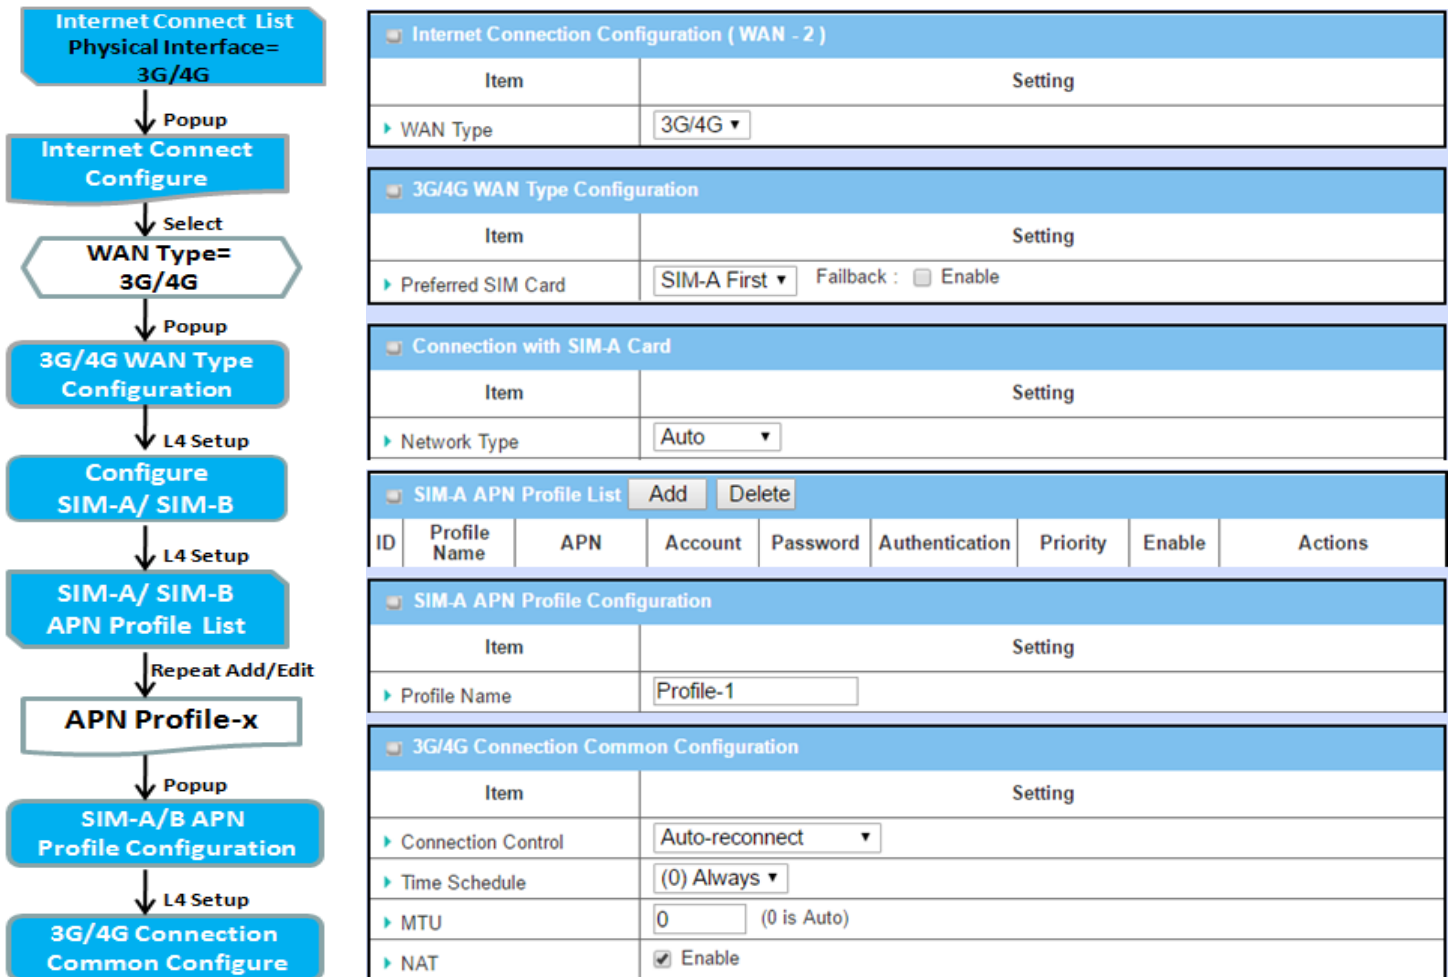 Internet Connect List
Physical Interface=
3G/4G
Popup
Internet Connect
Configure
Select
WAN Type=
3G/4G
Popup
3G/4G WAN Type
Configuration
L4 Setup
Configure
SIM-A/ SIM-B
L4 Setup
SIM-A/ SIM-B
APN Profile List
Repeat Add/Edit
APN Profile-x
Popup
SIM-A/B APN
Profile Configuration
L4 Setup
3G/4G Connection
Common Configure
Internet Connection Configuration ( WAN - 2 )
Item Setting
WAN Type 3G/4G
3G/4G WAN Type Configuration
Item Setting
Preferred SIM Card SIM-A First Failback : Enable
Connection with SIM-A Card
Item Setting
Network Type Auto
SIM-A APN Profile List Add Delete
ID Profile Name APN Account Password Authentication Priority Enable Actions
SIM-A APN Profile Configuration
Item Setting
Profile Name Profile-1
3G/4G Connection Common Configuration
Item Setting
Connection Control Auto-reconnect
Time Schedule (0) Always
MTU 0 (0 is Auto)
NAT Enable